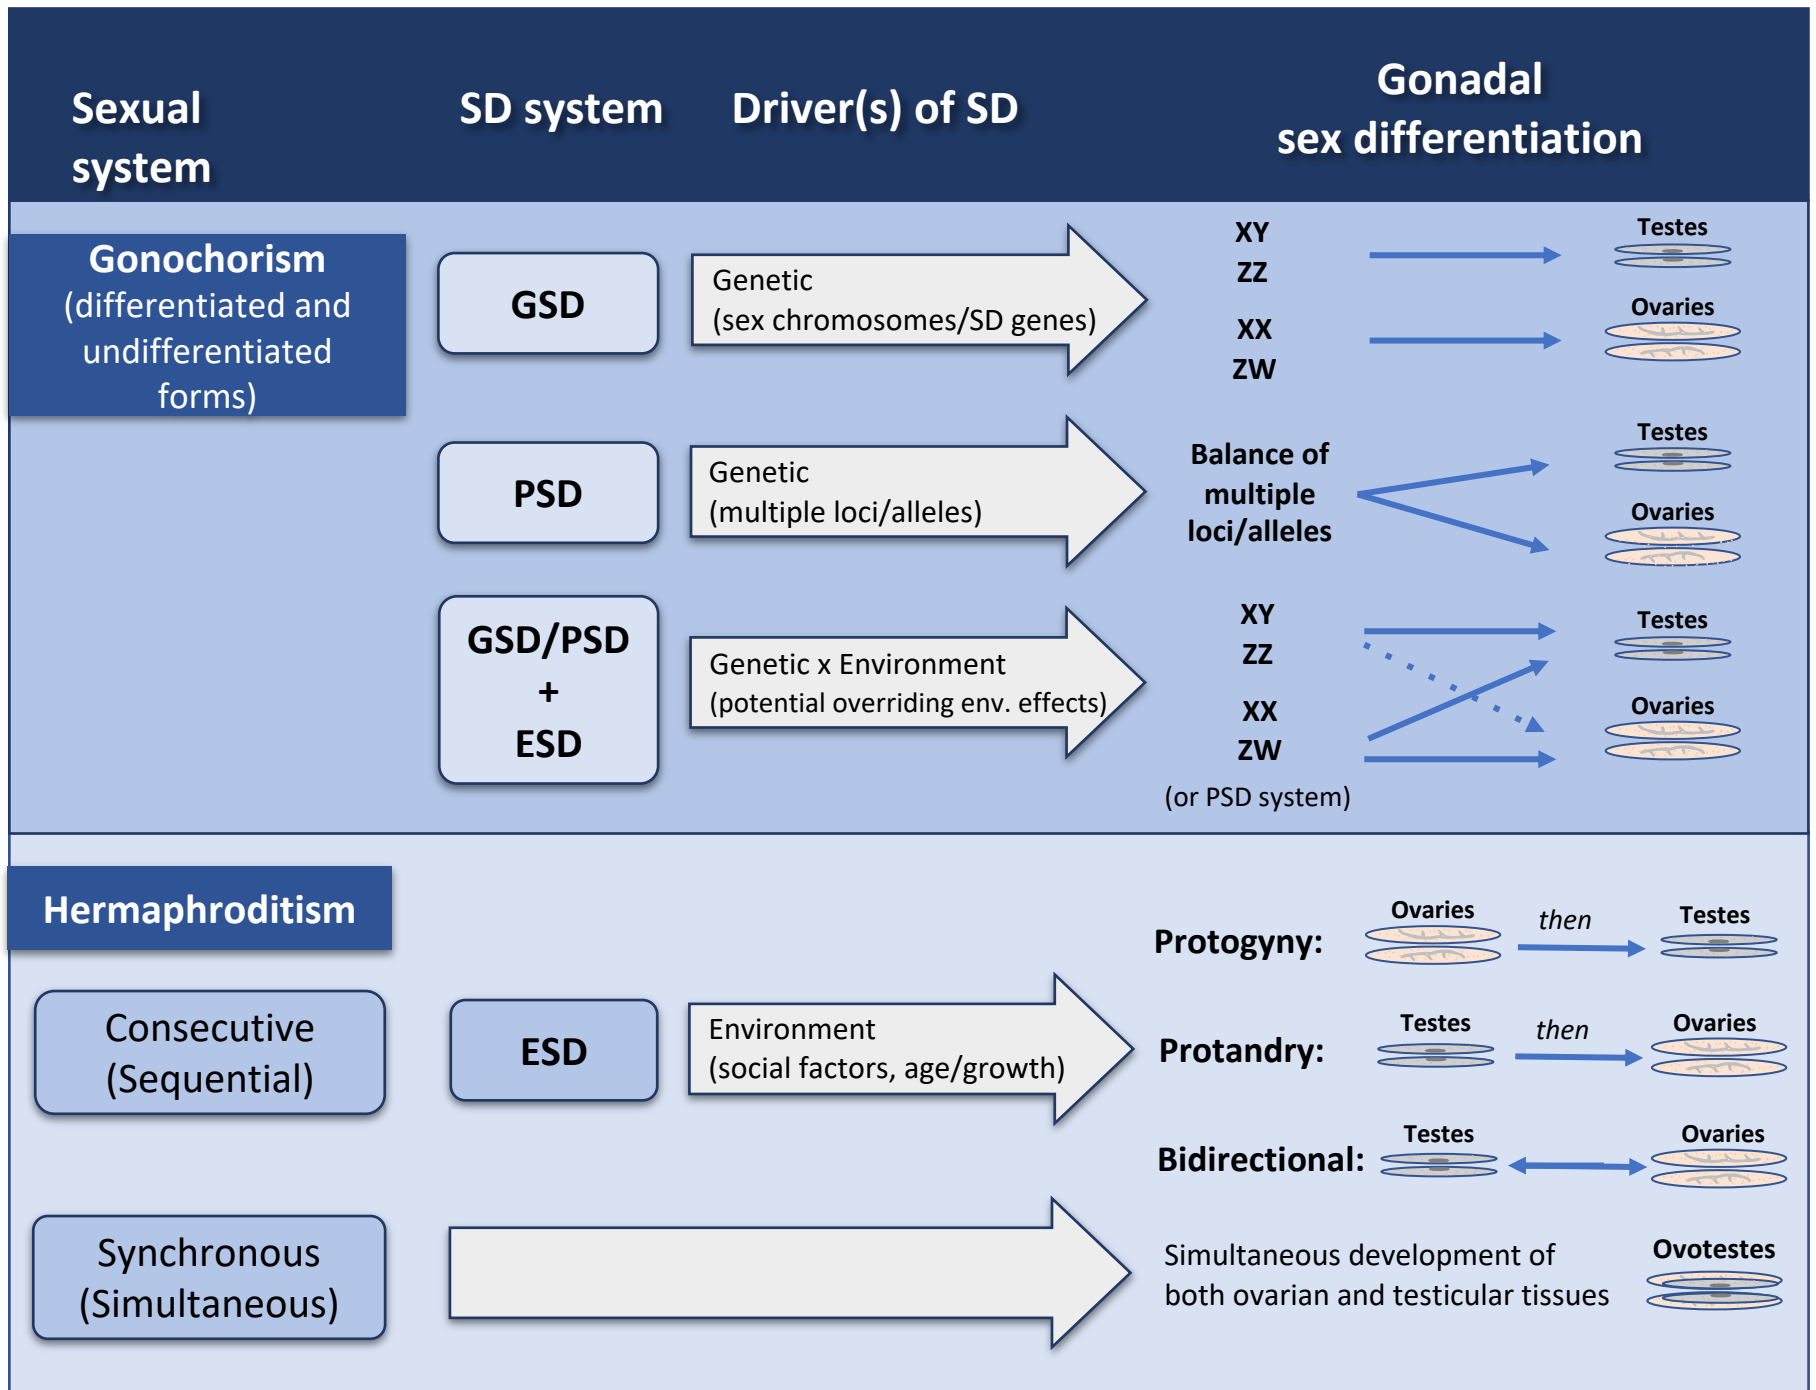 Sexual
system
SD system
Driver(s) of SD
Gonadal
sex differentiation
Gonochorism
(differentiated and
undifferentiated
forms)
GSD
Genetic
(sex chromosomes/SD genes)
XY
ZZ
Testes
XX
ZW
Ovaries
PSD
Genetic
(multiple loci/alleles)
Balance of
multiple
loci/alleles
Testes
Ovaries
GSD/PSD
+
ESD
Genetic x Environment
(potential overriding env. effects)
XY
ZZ
XX
ZW
(or PSD system)
Testes
Ovaries
Hermaphroditism
Consecutive
(Sequential)
ESD
Environment
(social factors, age/growth)
Protogyny:
Ovaries
then
Testes
Protandry:
Testes
then
Ovaries
Bidirectional:
Testes
Ovaries
Synchronous
(Simultaneous)
Simultaneous development of
both ovarian and testicular tissues
Ovotestes